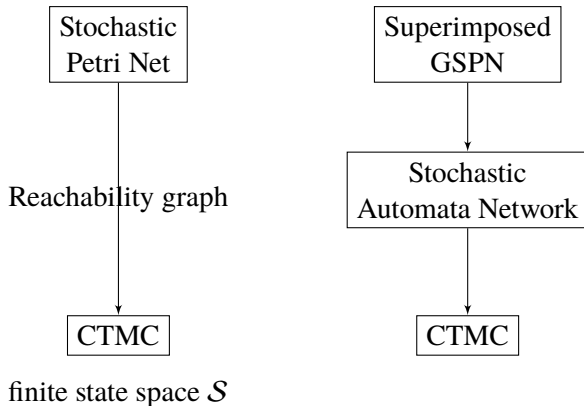 Stochastic
Petri Net
Superimposed
GSPN
Reachability graph
Stochastic
Automata Network
CTMC
CTMC
finite state space 𝒮